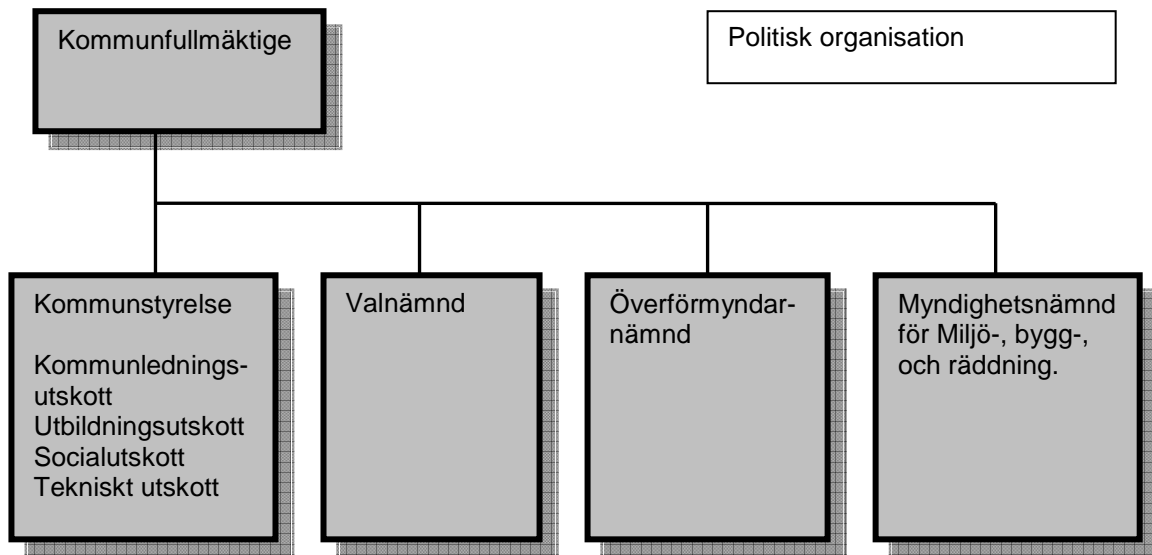 Kommunfullmäktige
Politisk organisation
Kommunstyrelse
Kommunlednings-
utskott
Utbildningsutskott
Socialutskott
Tekniskt utskott
Valnämnd
Överförmyndar-
nämnd
Myndighetsnämnd
för Miljö-, bygg-,
och räddning.